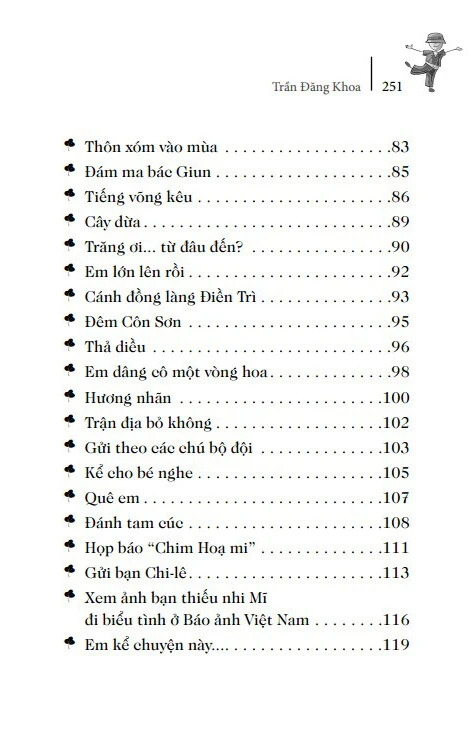 Trần Đăng Khoa | 251
Thôn xóm vào mùa . . . . . . . . . . . . . . . . . .83
Đám ma bác Giun . . . . . . . . . . . . . . . . . . .85
Tiếng võng kêu . . . . . . . . . . . . . . . . . . . . .86
Cây dừa. . . . . . . . . . . . . . . . . . . . . . . . . . .89
Trăng ơi... từ đâu đến? . . . . . . . . . . . . . . .90
Em lớn lên rồi . . . . . . . . . . . . . . . . . . . . . .92
Cánh đồng làng Điền Trì . . . . . . . . . . . . . .93
Đêm Côn Sơn . . . . . . . . . . . . . . . . . . . . . .95
Thả diều . . . . . . . . . . . . . . . . . . . . . . . . . .96
Em dâng cô một vòng hoa. . . . . . . . . . . . .98
Hương nhãn . . . . . . . . . . . . . . . . . . . . . .100
Trận địa bỏ không . . . . . . . . . . . . . . . . . .102
Gửi theo các chú bộ đội . . . . . . . . . . . . . .103
Kể cho bé nghe . . . . . . . . . . . . . . . . . . . .105
Quê em . . . . . . . . . . . . . . . . . . . . . . . . . .107
Đánh tam cúc . . . . . . . . . . . . . . . . . . . . .108
Họp báo “Chim Hoạ mi” . . . . . . . . . . . . . .111
Gửi bạn Chi-lê. . . . . . . . . . . . . . . . . . . . .113
Xem ảnh bạn thiếu nhi Mĩ
đi biểu tình ở Báo ảnh Việt Nam . . . . . . . .116
Em kể chuyện này.... . . . . . . . . . . . . . . . .119